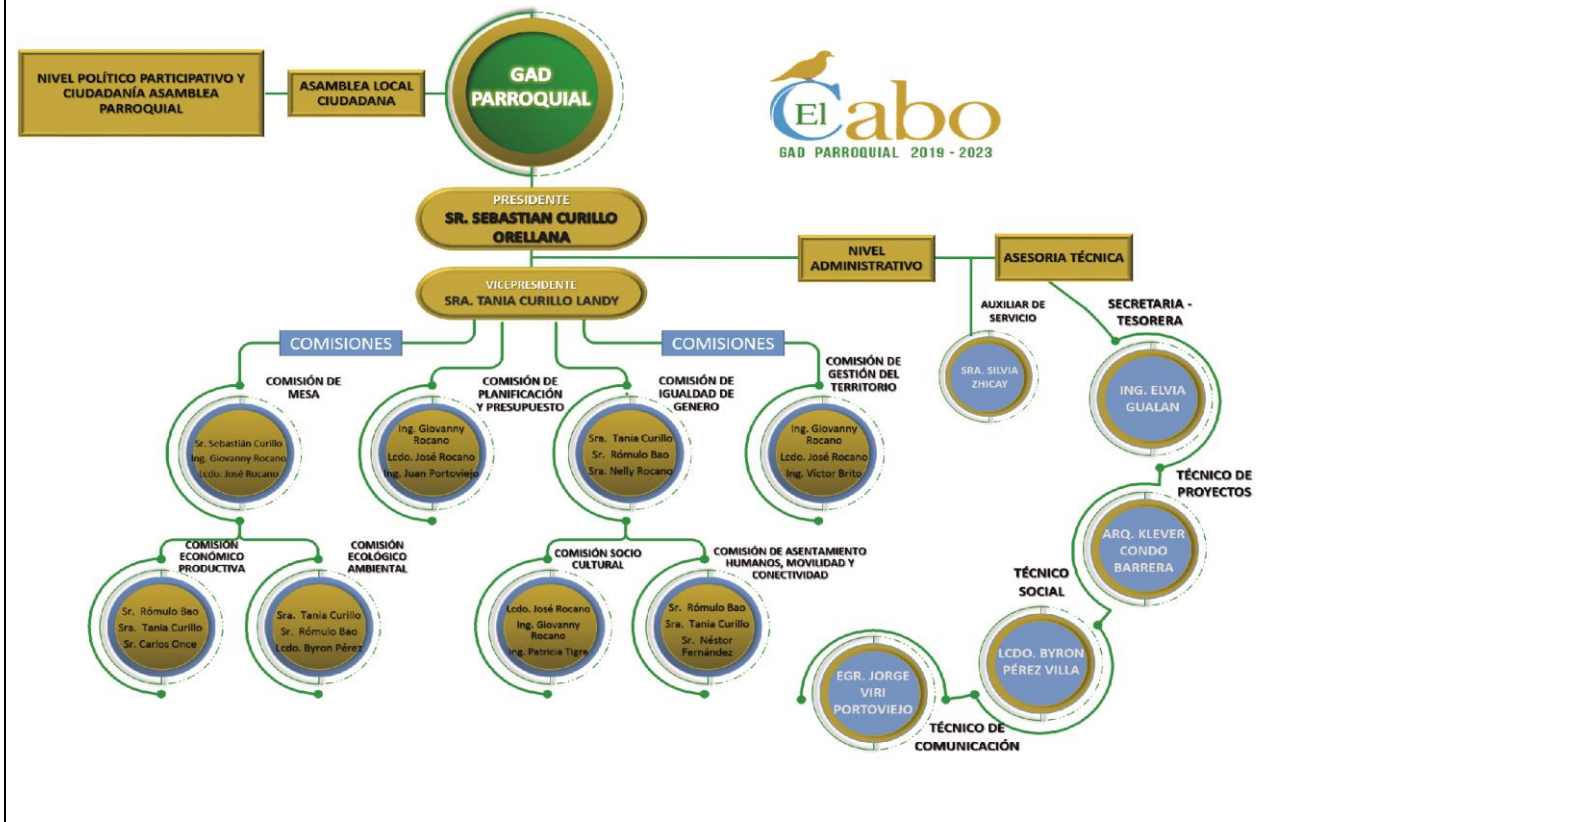 NIVEL POLÍTICO PARTICIPATIVO Y
CIUDADANÍA ASAMBLEA
PARROQUIAL
ASAMBLEA LOCAL
CIUDADANA
GAD
PARROQUIAL
El Cabo
GAD PARROQUIAL 2019 - 2023
PRESIDENTE
SR. SEBASTIAN CURILLO
ORELLANA
VICEPRESIDENTE
SRA. TANIA CURILLO LANDY
NIVEL
ADMINISTRATIVO
ASESORIA TÉCNICA
COMISIONES
COMISIONES
COMISIÓN DE
MESA
Sr. Sebastián Curillo
Ing. Giovanny Rocano
Lcdo. José Rocano
COMISIÓN DE
PLANIFICACIÓN
Y PRESUPUESTO
Ing. Giovanny
Rocano
Lcdo. José Rocano
Ing. Juan Portoviejo
COMISIÓN DE
IGUALDAD DE
GENERO
Sra. Tania Curillo
Sr. Rómulo Bao
Sra. Nelly Rocano
COMISIÓN DE
GESTIÓN DEL
TERRITORIO
Ing. Giovanny
Rocano
Lcdo. José Rocano
Ing. Víctor Brito
COMISIÓN
ECONÓMICO
PRODUCTIVA
Sr. Rómulo Bao
Sra. Tania Curillo
Sr. Carlos Once
COMISIÓN
ECOLÓGICO
AMBIENTAL
Sra. Tania Curillo
Sr. Rómulo Bao
Lcdo. Byron Pérez
COMISIÓN SOCIO
CULTURAL
Lcdo. José Rocano
Ing. Giovanny
Rocano
Ing. Patricia Tigre
COMISIÓN DE ASENTAMIENTO
HUMANOS, MOVILIDAD Y
CONECTIVIDAD
Sr. Rómulo Bao
Sra. Tania Curillo
Sr. Néstor
Fernández
AUXILIAR DE
SERVICIO
SRA. SILVIA
ZHICAY
SECRETARIA -
TESORERA
ING. ELVIA
GUALAN
TÉCNICO DE
PROYECTOS
ARQ. KLEVER
CONDO
BARRERA
TÉCNICO
SOCIAL
LCDO. BYRON
PÉREZ VILLA
TÉCNICO DE
COMUNICACIÓN
EGR. JORGE
VIRI
PORTOVIEJO